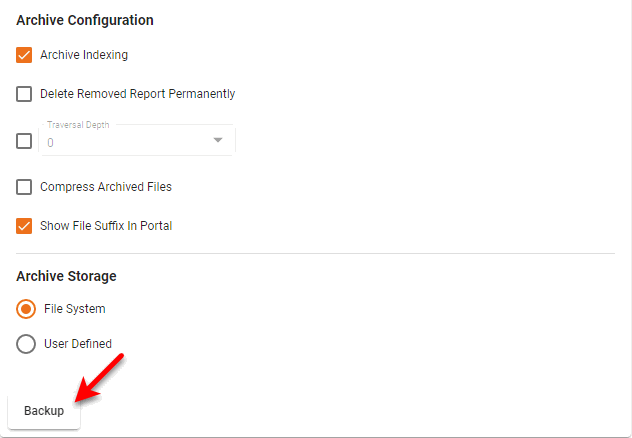 Archive Configuration
Archive Indexing
Delete Removed Report Permanently
Traversal Depth
0
Compress Archived Files
Show File Suffix In Portal
Archive Storage
File System
User Defined
Backup